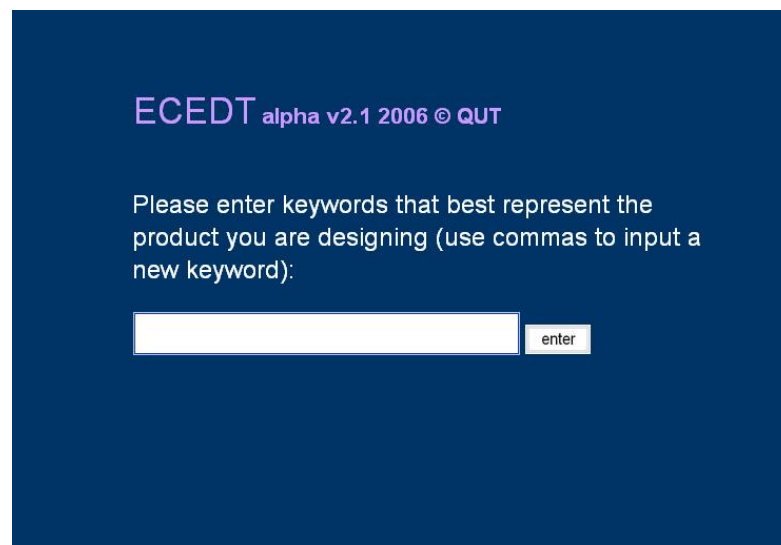 ECEDT alpha v2.1 2006 © QUT
Please enter keywords that best represent the
product you are designing (use commas to input a
new keyword):
enter